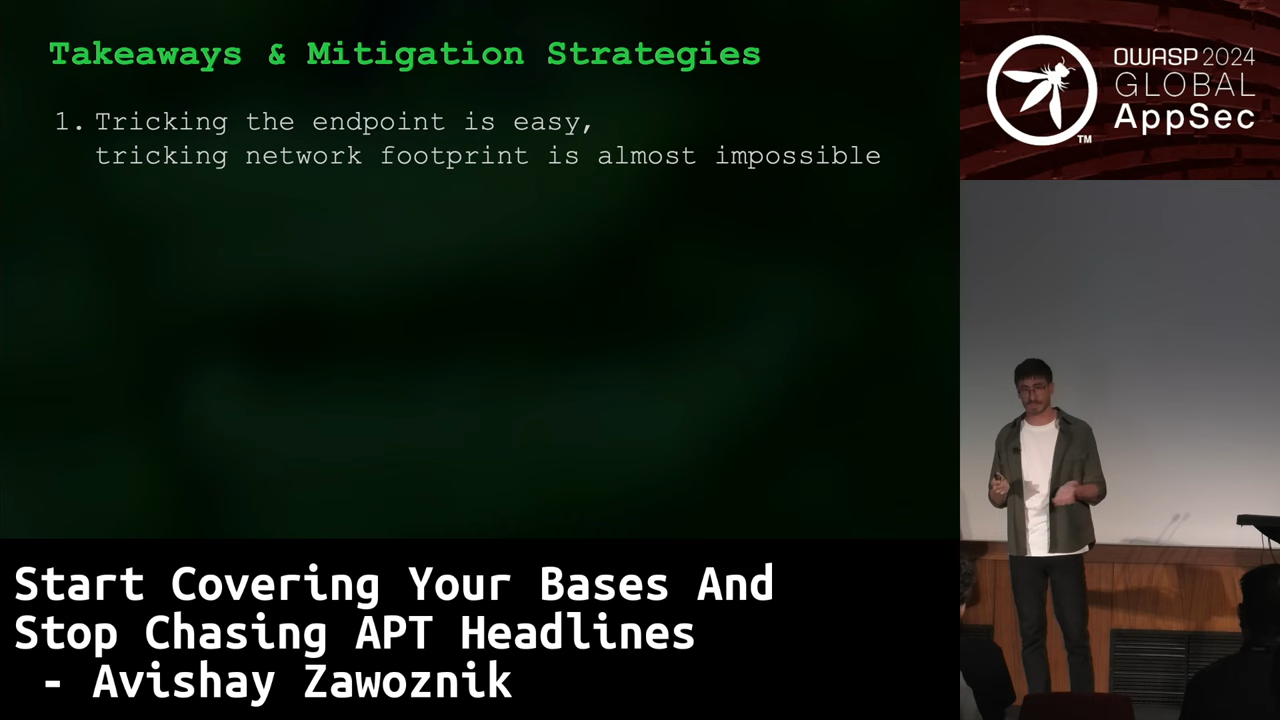 Takeaways & Mitigation Strategies
1. Tricking the endpoint is easy,
tricking network footprint is almost impossible
OWASP 2024
GLOBAL
AppSec
TM
Start Covering Your Bases And
Stop Chasing APT Headlines
- Avishay Zawoznik